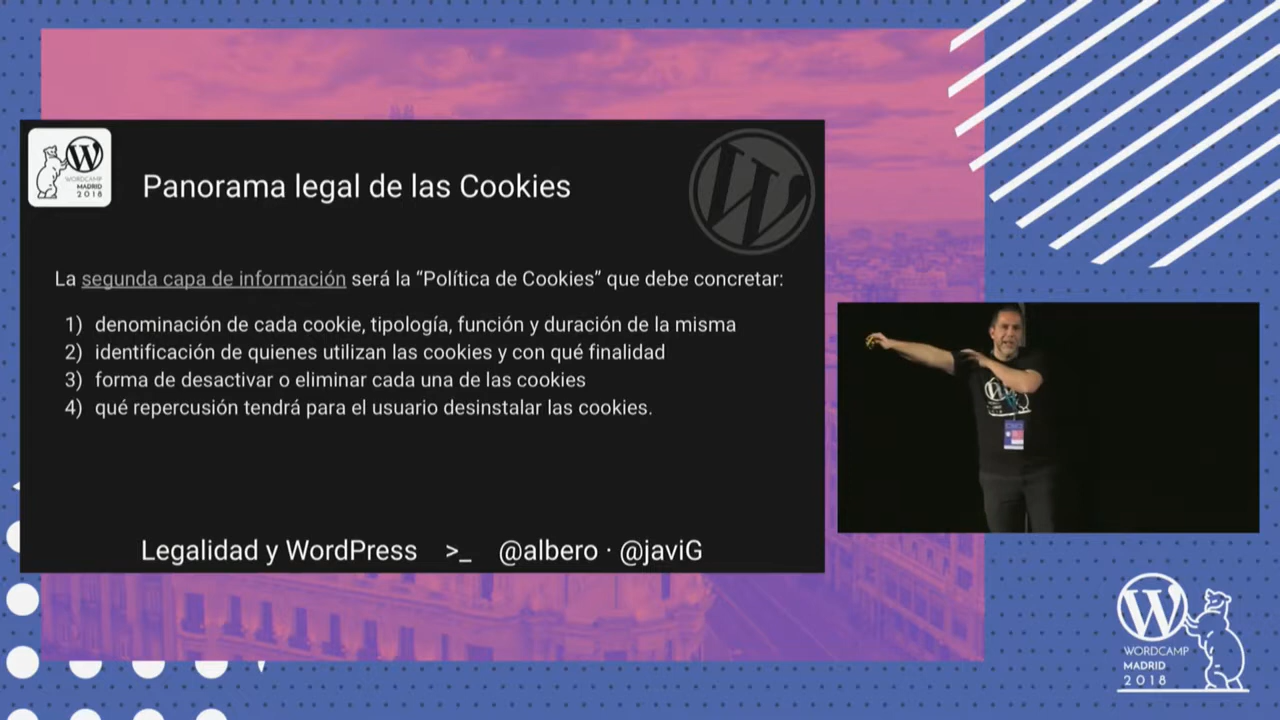 WORDCAMP
MADRID
2018
Panorama legal de las Cookies
La segunda capa de información será la “Política de Cookies” que debe concretar:
1) denominación de cada cookie, tipología, función y duración de la misma
2) identificación de quienes utilizan las cookies y con qué finalidad
3) forma de desactivar o eliminar cada una de las cookies
4) qué repercusión tendrá para el usuario desinstalar las cookies.
Legalidad y WordPress >_ @albero · @javiG
WORDCAMP
MADRID
2018